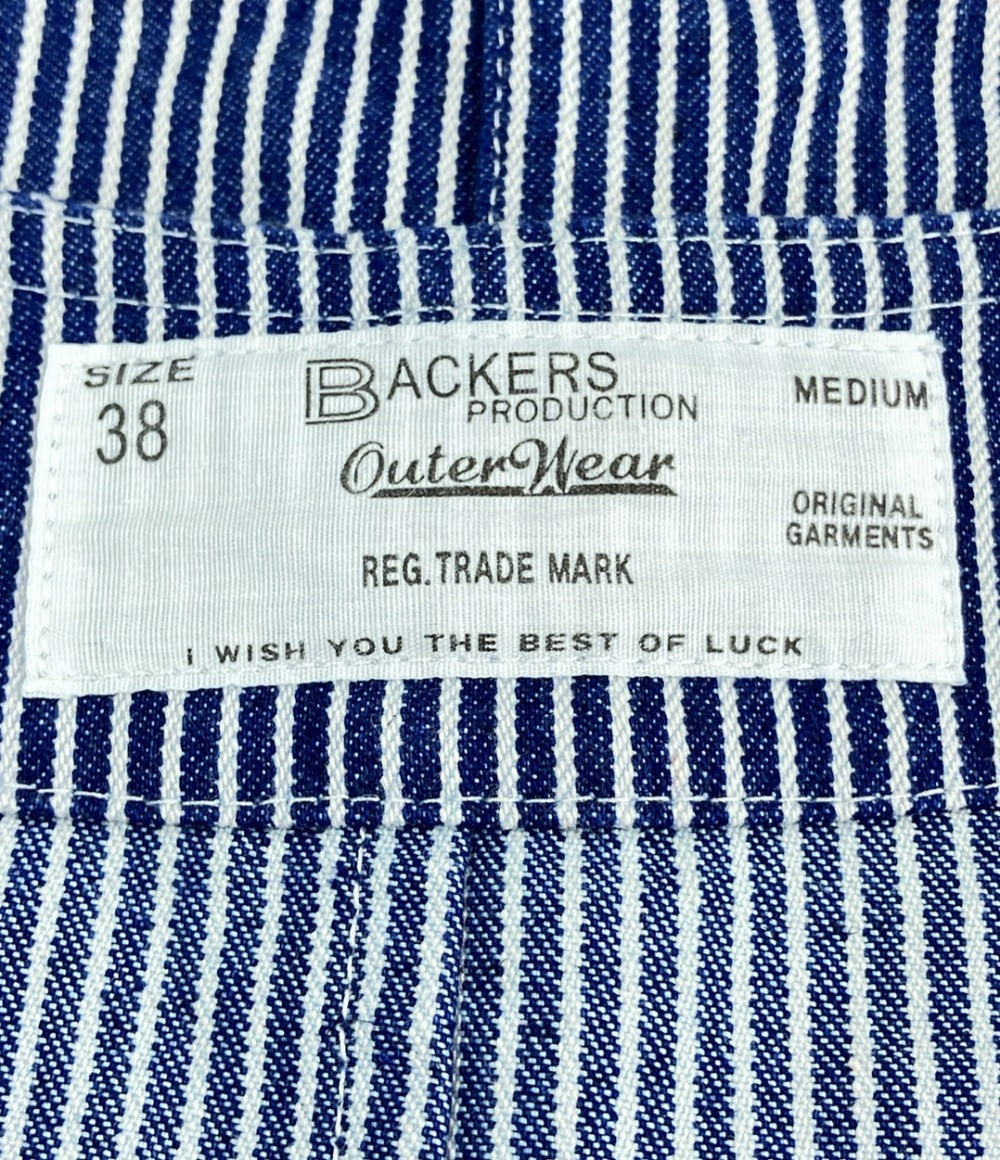 SIZE
38
BACKERS
PRODUCTION
OuterWear
REG. TRADE MARK
MEDIUM
ORIGINAL
GARMENTS
I WISH YOU THE BEST OF LUCK